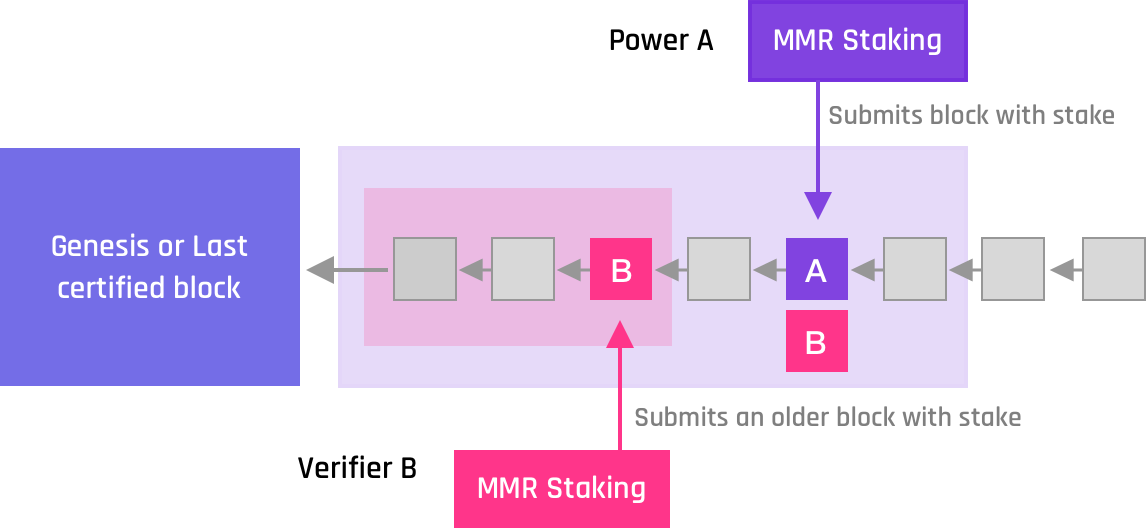 Power A
MMR Staking
Submits block with stake
Genesis or Last
certified block
B
A
B
Submits an older block with stake
Verifier B
MMR Staking